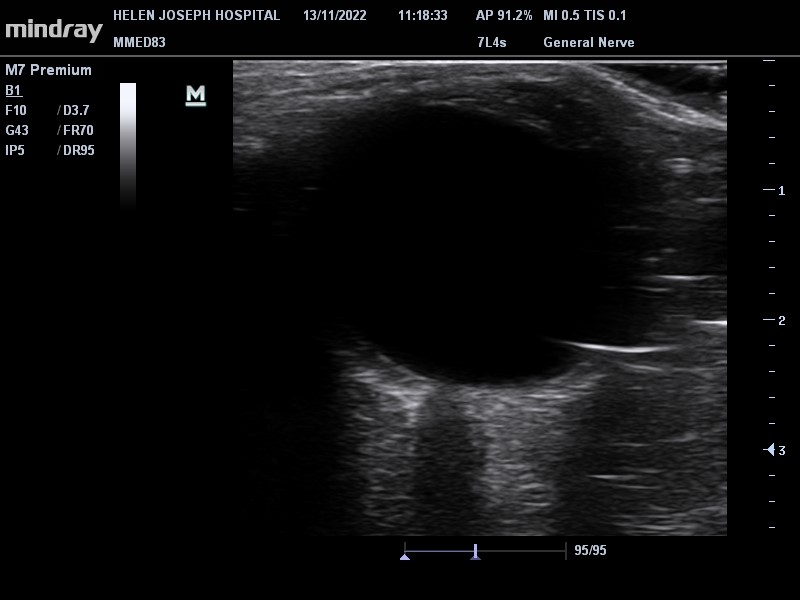 mindray
HELEN JOSEPH HOSPITAL 13/11/2022 11:18:33 AP 91.2% MI 0.5 TIS 0.1
MMED83 7L4s General Nerve
M7 Premium
B1
F10 / D3.7
G43 / FR70
IP5 / DR95
M
1
2
3
95/95